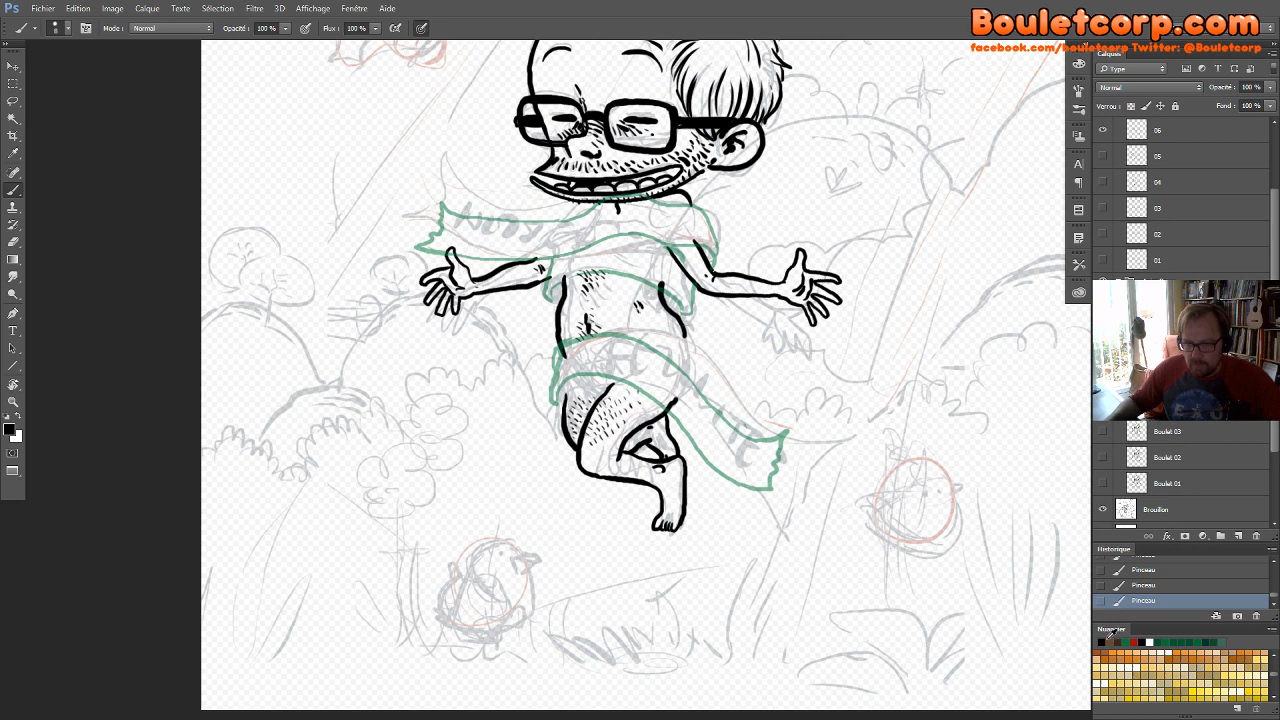 Ps Fichier Edition Image Calque Texte Sélection Filtre 3D Affichage Fenêtre Aide
Bouletcorp.com
facebook.com/bouletcorp Twitter: @Bouletcorp
Mode : Normal Opacité : 100 % Flux : 100 %
Calques
Type
Normal Opacité : 100 %
Verrou : Fond : 100 %
06
05
04
03
02
01
Boulet 03
Boulet 02
Boulet 01
Brouillon
Historique
Pinceau
Pinceau
Pinceau
Pinceau
Nuancier